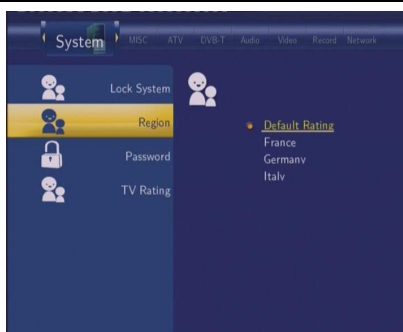 System MISC ATV DVB-T Audio Video Record Network
Lock System
Region
Password
TV Rating
Default Rating
France
Germany
Italy